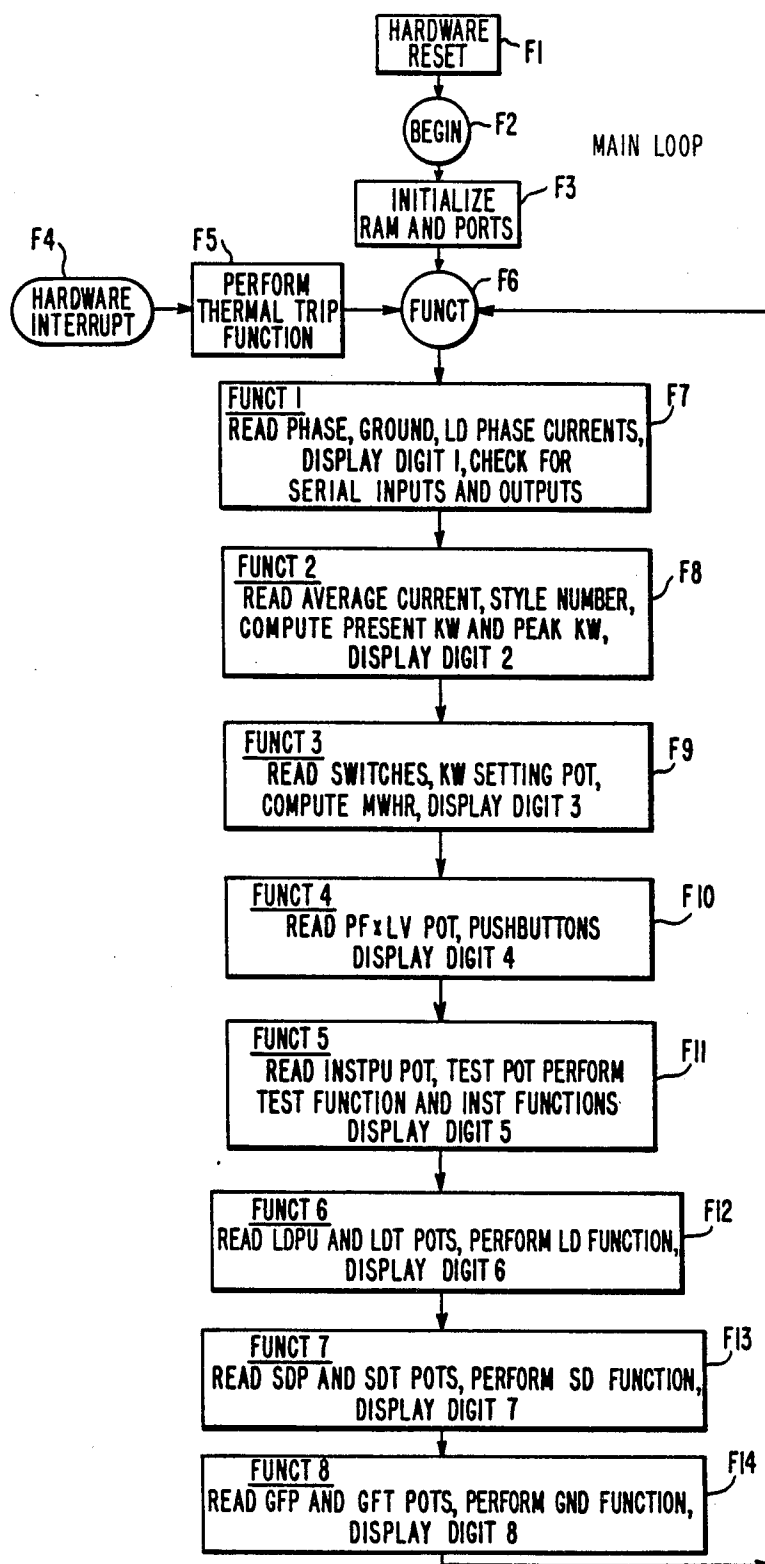 HARDWARE
RESET
F1
BEGIN
F2
MAIN LOOP
INITIALIZE
RAM AND PORTS
F3
F4
HARDWARE
INTERRUPT
F5
PERFORM
THERMAL TRIP
FUNCTION
F6
FUNCT
FUNCT 1
READ PHASE, GROUND, LD PHASE CURRENTS,
DISPLAY DIGIT 1, CHECK FOR
SERIAL INPUTS AND OUTPUTS
F7
FUNCT 2
READ AVERAGE CURRENT, STYLE NUMBER,
COMPUTE PRESENT KW AND PEAK KW,
DISPLAY DIGIT 2
F8
FUNCT 3
READ SWITCHES, KW SETTING POT,
COMPUTE MWHR, DISPLAY DIGIT 3
F9
FUNCT 4
READ PF x LV POT, PUSHBUTTONS
DISPLAY DIGIT 4
F10
FUNCT 5
READ INSTPU POT, TEST POT PERFORM
TEST FUNCTION AND INST FUNCTIONS
DISPLAY DIGIT 5
F11
FUNCT 6
READ LDPU AND LDT POTS, PERFORM LD FUNCTION,
DISPLAY DIGIT 6
F12
FUNCT 7
READ SDP AND SDT POTS, PERFORM SD FUNCTION,
DISPLAY DIGIT 7
F13
FUNCT 8
READ GFP AND GFT POTS, PERFORM GND FUNCTION,
DISPLAY DIGIT 8
F14